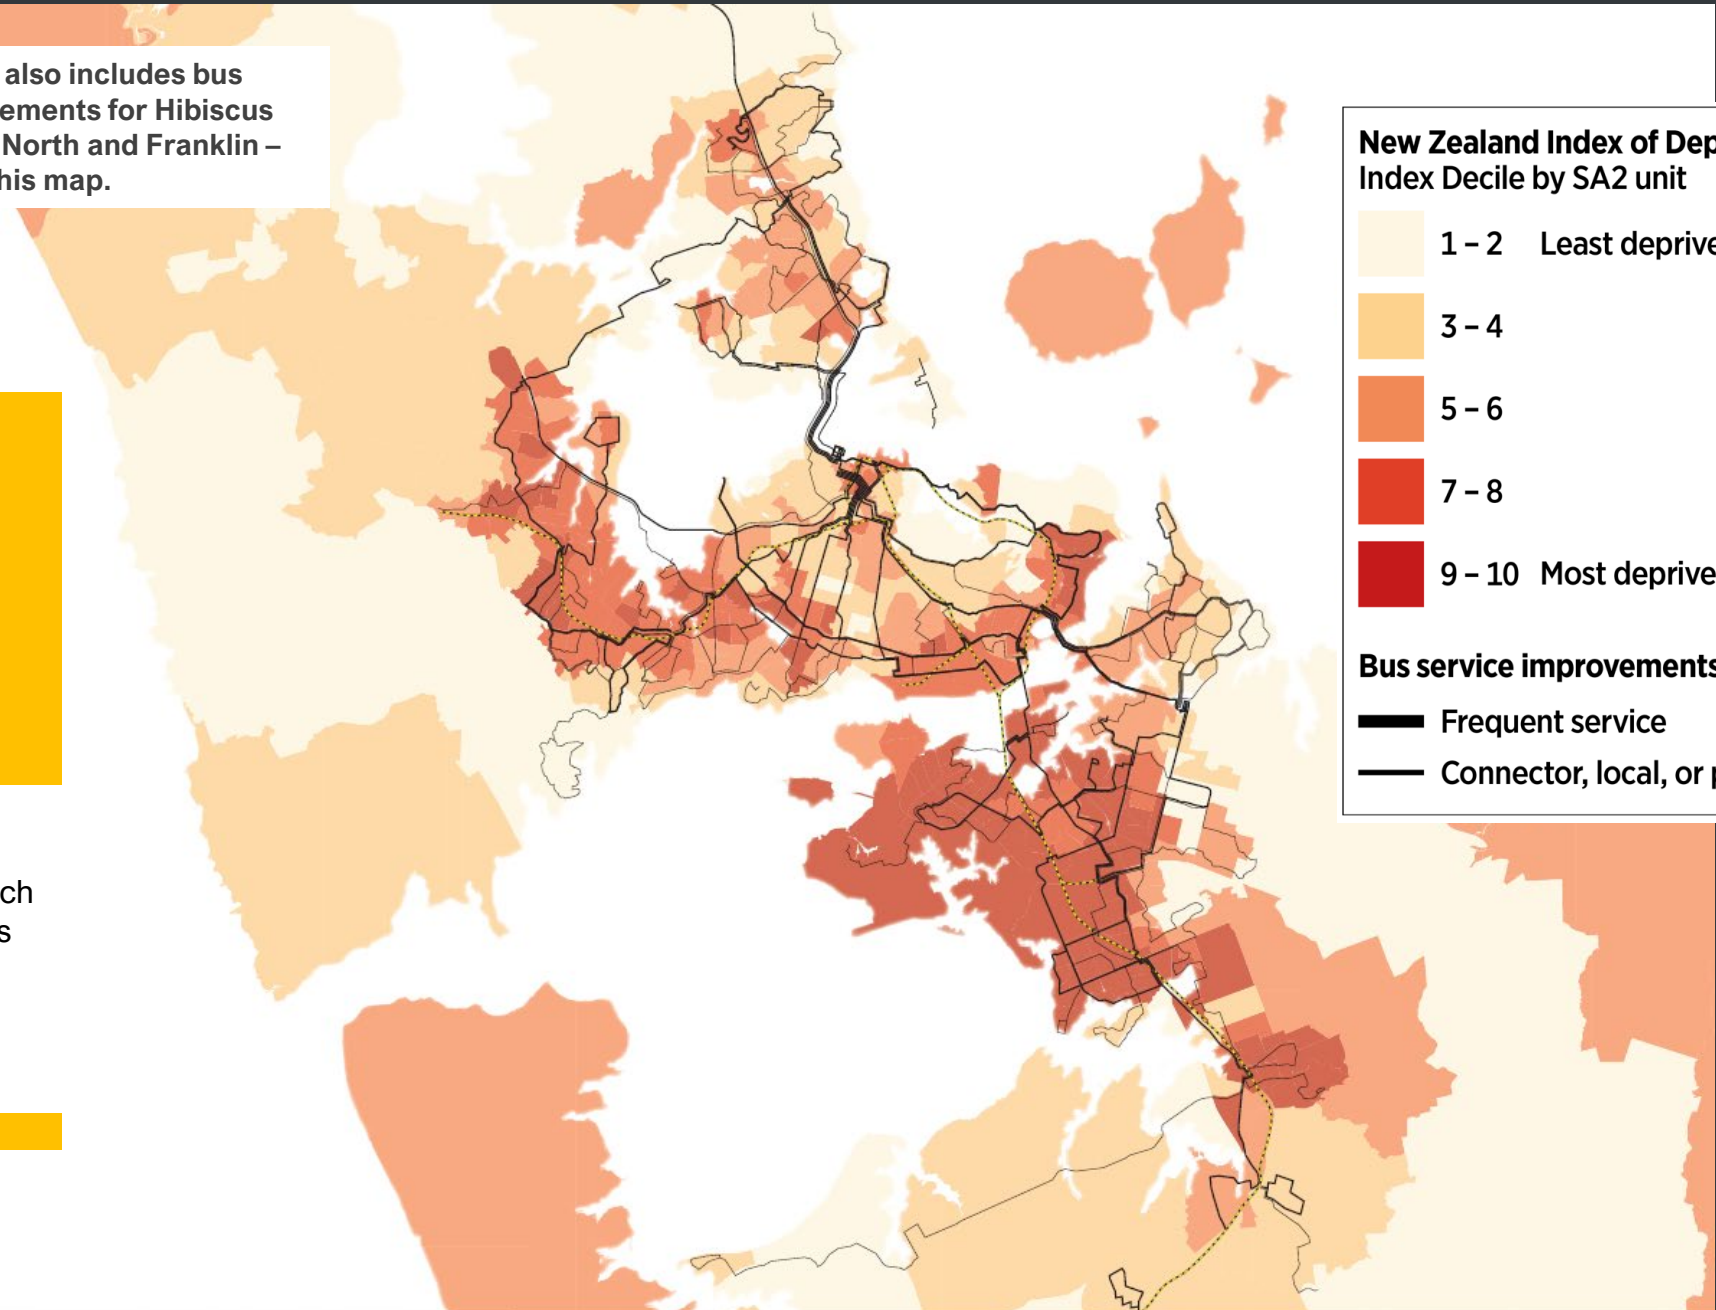 also includes bus
ements for Hibiscus
North and Franklin –
his map.
ch
s
New Zealand Index of Dep
Index Decile by SA2 unit
1 – 2 Least deprive
3 – 4
5 – 6
7 – 8
9 – 10 Most deprive
Bus service improvements
Frequent service
Connector, local, or p